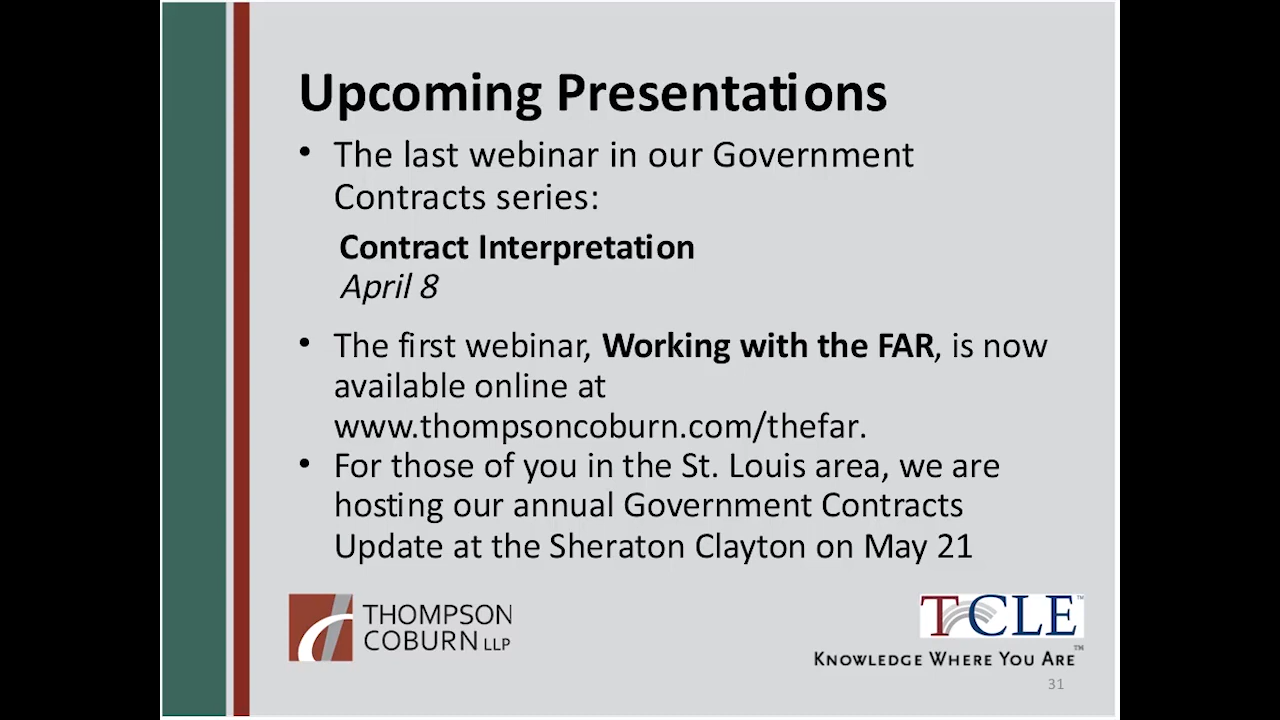 Upcoming Presentations
• The last webinar in our Government
Contracts series:
Contract Interpretation
April 8
• The first webinar, Working with the FAR, is now
available online at
www.thompsoncoburn.com/thefar.
• For those of you in the St. Louis area, we are
hosting our annual Government Contracts
Update at the Sheraton Clayton on May 21
THOMPSON
COBURN LLP
TCCLE™
KNOWLEDGE WHERE YOU ARE™
31